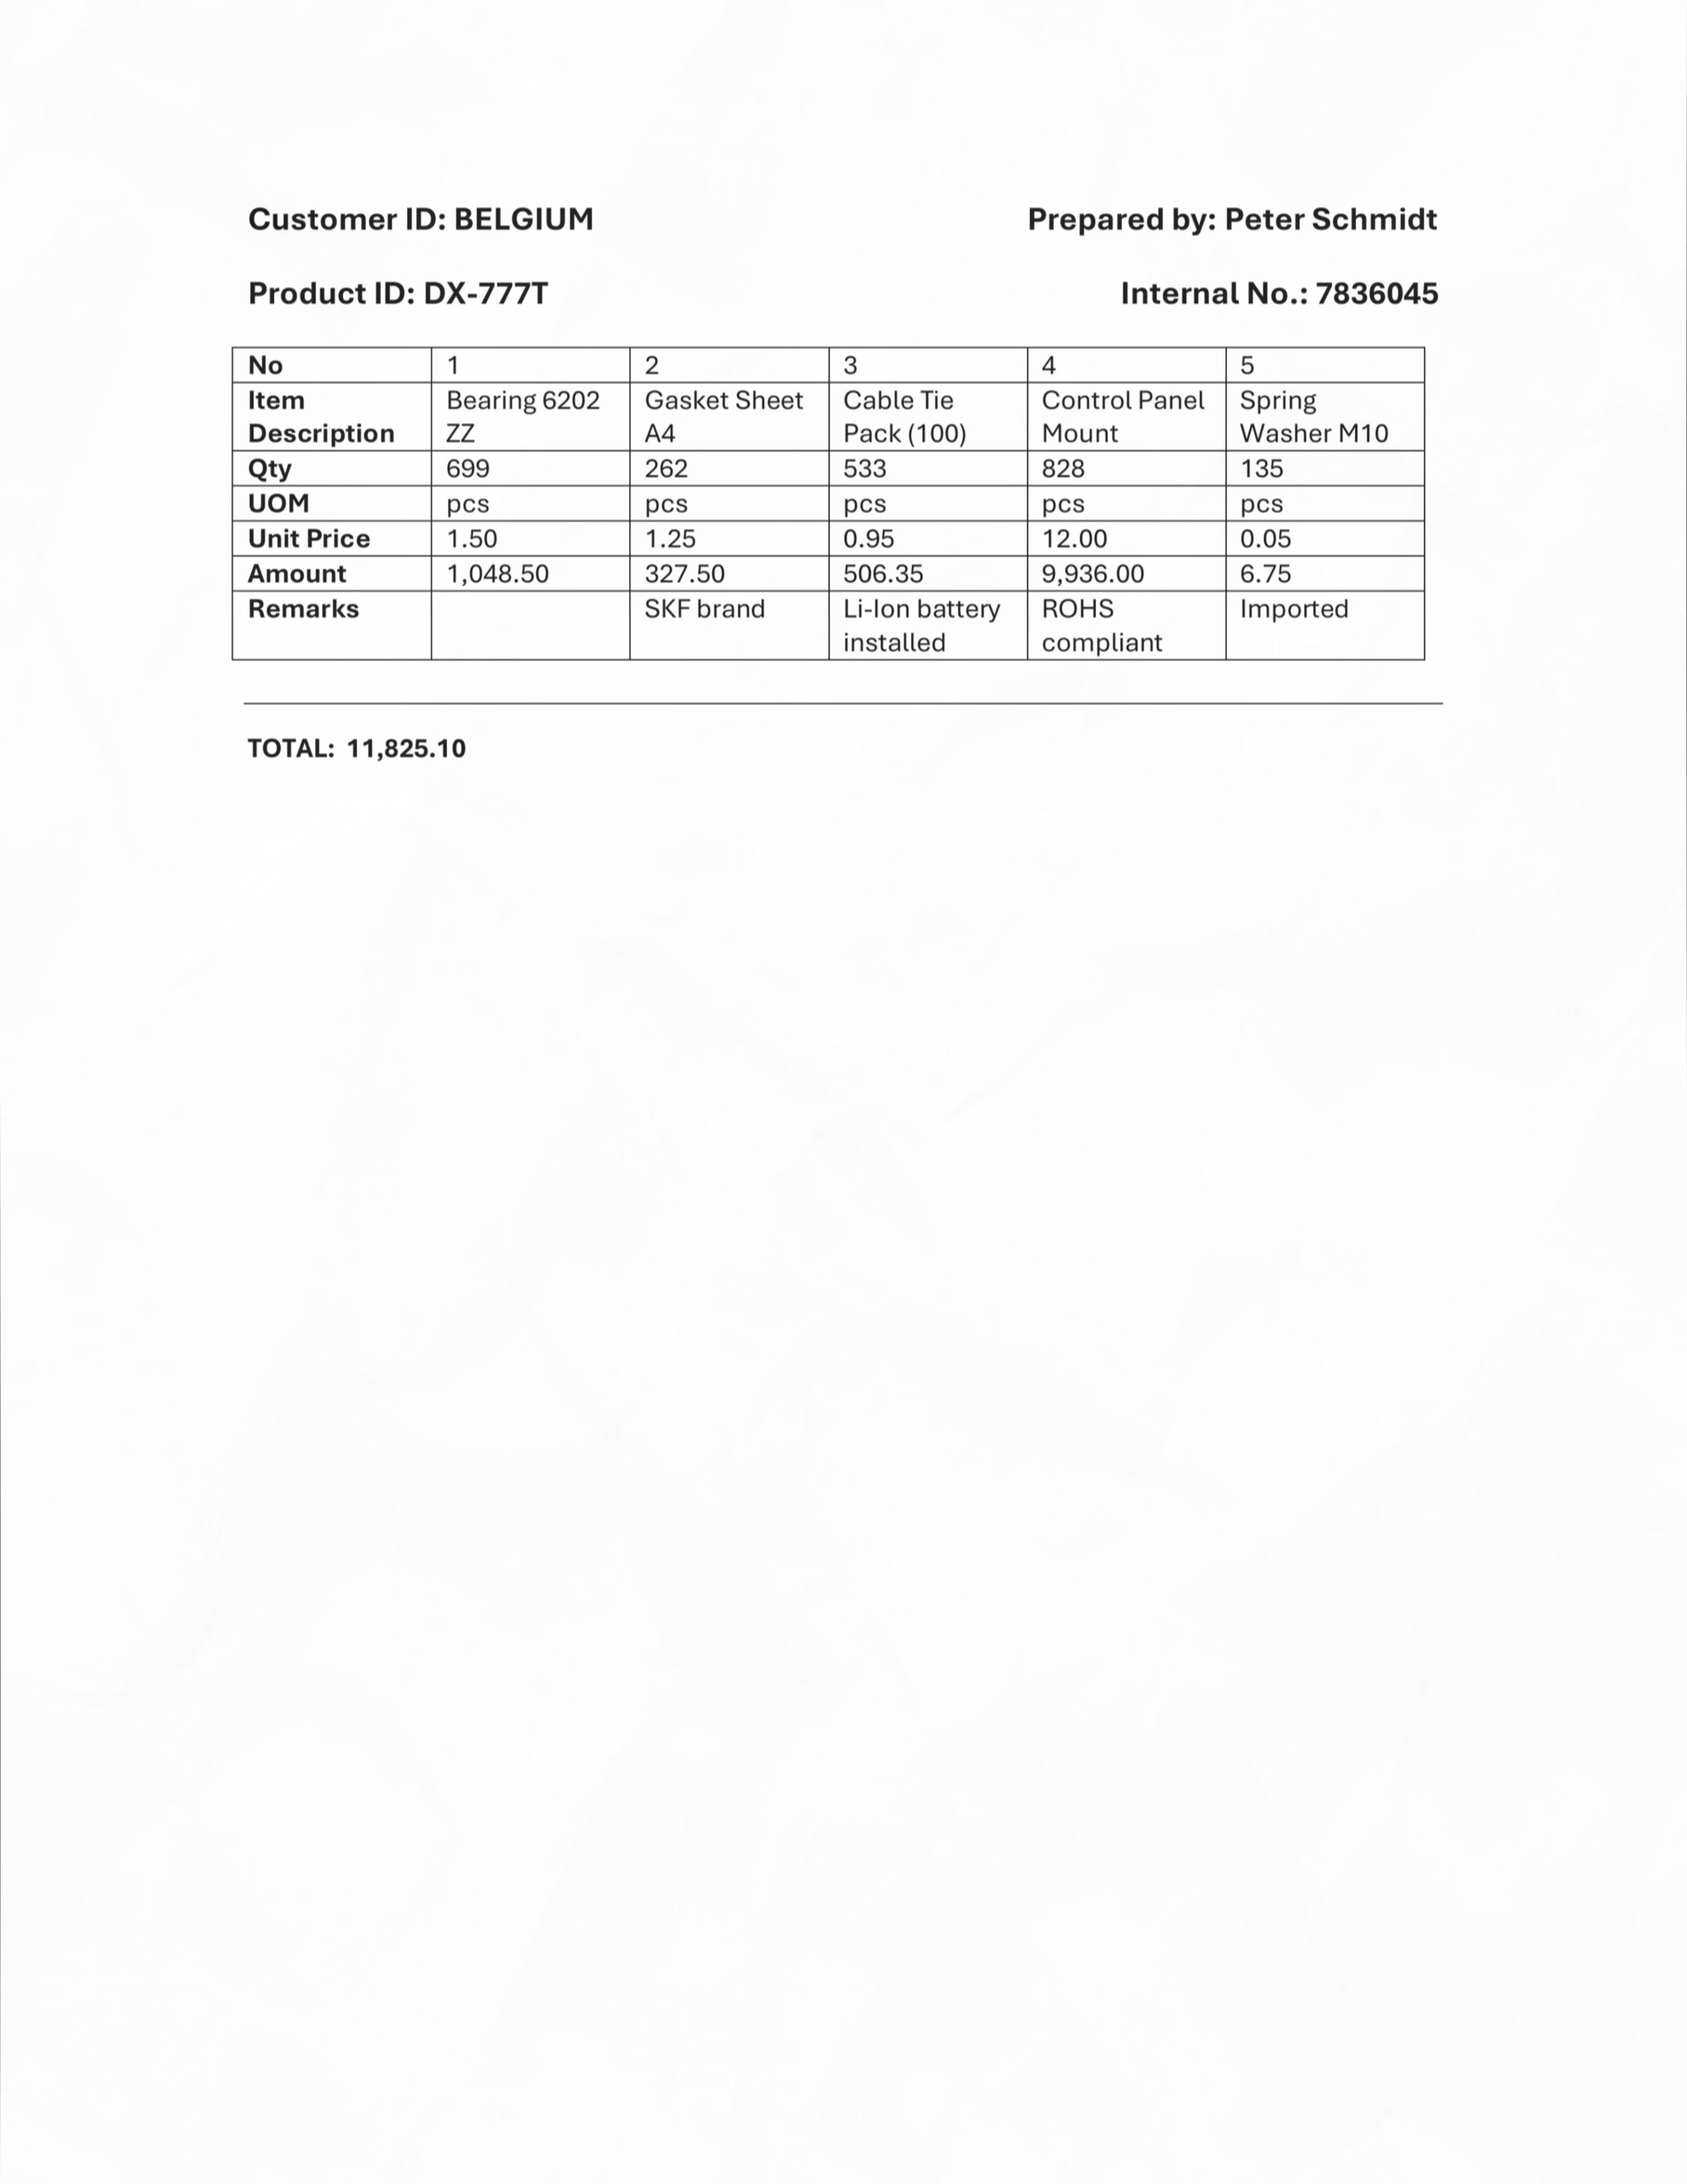 Customer ID: BELGIUM Prepared by: Peter Schmidt
Product ID: DX-777T Internal No.: 7836045
No 1 2 3 4 5
Item Description Bearing 6202 ZZ Gasket Sheet A4 Cable Tie Pack (100) Control Panel Mount Spring Washer M10
Qty 699 262 533 828 135
UOM pcs pcs pcs pcs pcs
Unit Price 1.50 1.25 0.95 12.00 0.05
Amount 1,048.50 327.50 506.35 9,936.00 6.75
Remarks SKF brand Li-Ion battery installed ROHS compliant Imported
TOTAL: 11,825.10